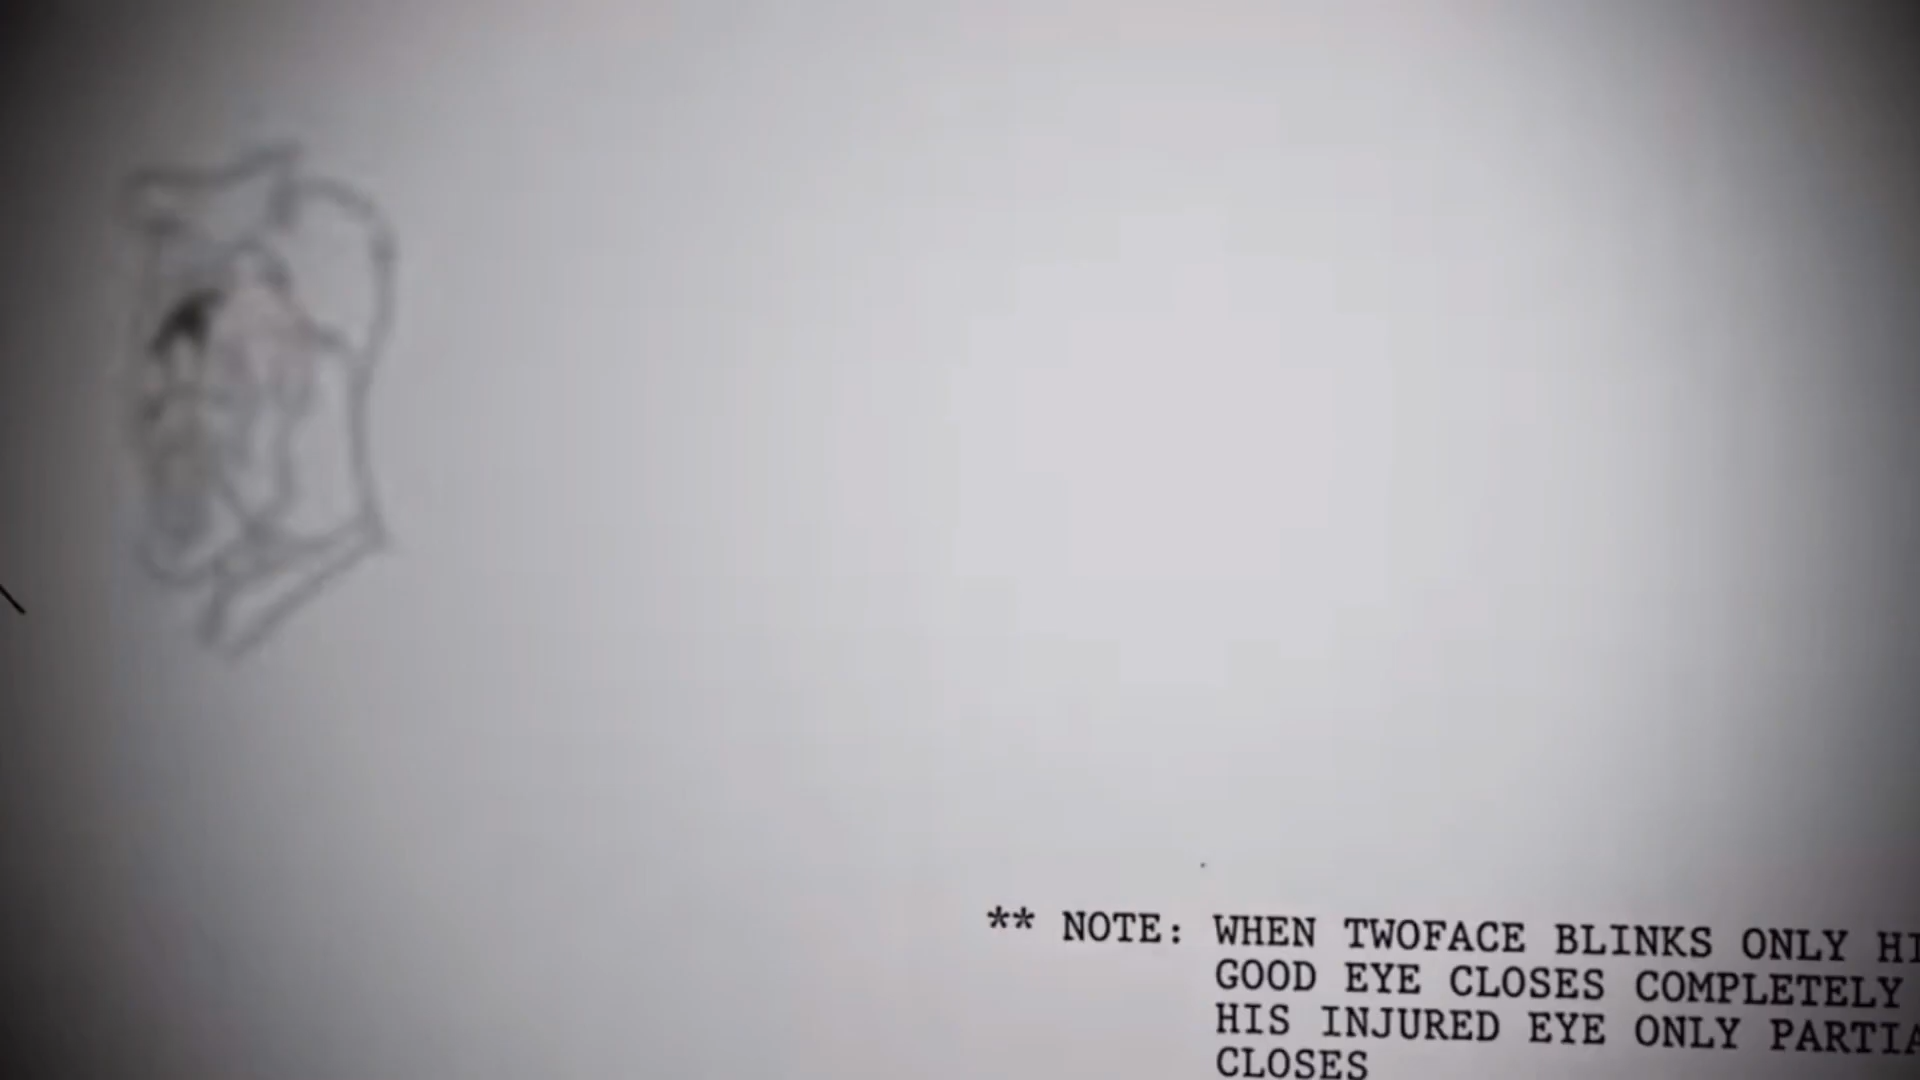 ** NOTE: WHEN TWOFACE BLINKS ONLY
GOOD EYE CLOSES COMPLETELY
HIS INJURED EYE ONLY
CLOSES